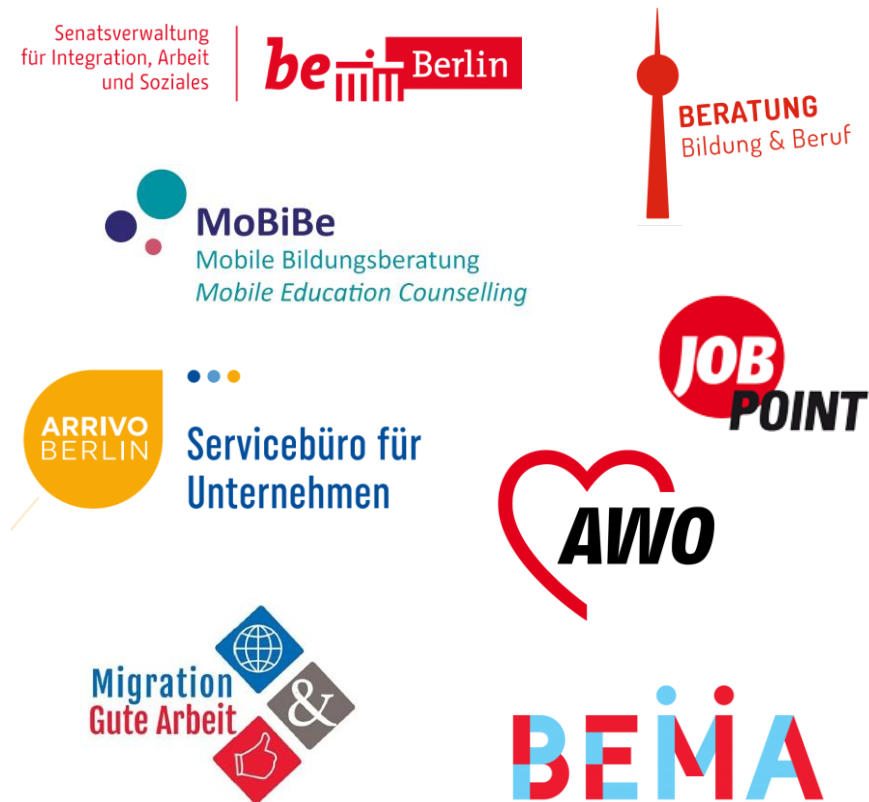 Senatsverwaltung
für Integration, Arbeit
und Soziales
be Berlin
BERATUNG
Bildung & Beruf
MoBiBe
Mobile Bildungsberatung
Mobile Education Counselling
JOB
POINT
ARRIVO
BERLIN
Servicebüro für
Unternehmen
AWO
Migration
&
Gute Arbeit
BEMA